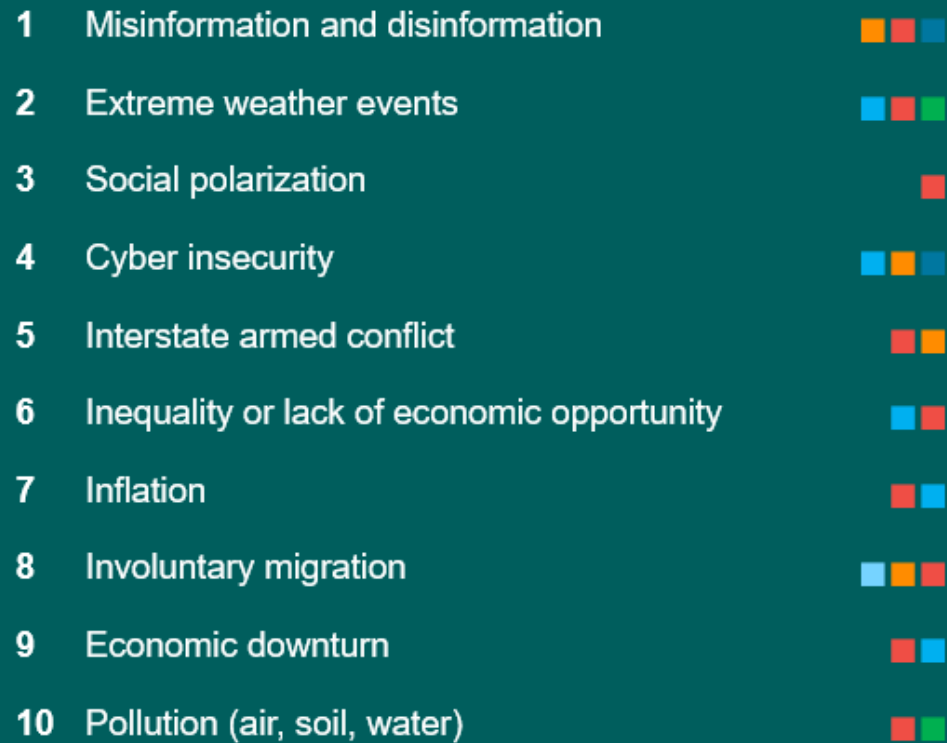 1 Misinformation and disinformation
2 Extreme weather events
3 Social polarization
4 Cyber insecurity
5 Interstate armed conflict
6 Inequality or lack of economic opportunity
7 Inflation
8 Involuntary migration
9 Economic downturn
10 Pollution (air, soil, water)